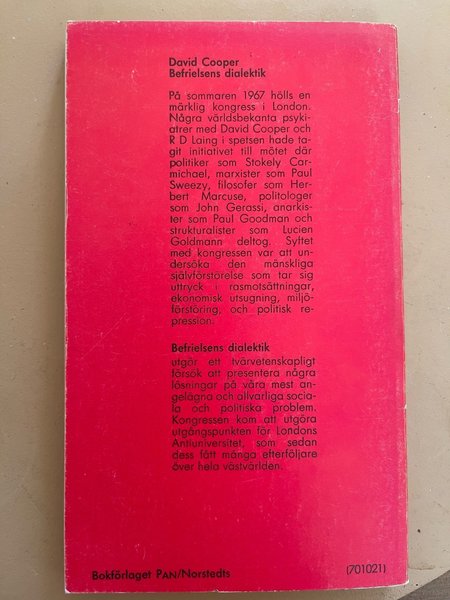 David Cooper
Befrielsens dialektik
På sommaren 1967 hölls en
märklig kongress i London.
Några världsbekanta psyki-
atrer med David Cooper och
R D Laing i spetsen hade ta-
git initiativet till mötet där
politiker som Stokely Car-
michael, marxister som Paul
Sweezy, filosofer som Her-
bert Marcuse, politologer
som John Gerassi, anarkis-
ter som Paul Goodman och
strukturalister som Lucien
Goldmann deltog. Syftet
med kongressen var att un-
dersöka den mänskliga
självförstörelse som tar sig
uttryck i rasmotsättningar,
ekonomisk utsugning, miljö-
förstöring, och politisk re-
pression.
Befrielsens dialektik
utgör ett tvärvetenskapligt
försök att presentera några
lösningar på våra mest an-
gelägna och allvarliga socia-
la och politiska problem.
Kongressen kom att utgöra
utgångspunkten för Londons
Antiuniversitet, som sedan
dess fått många efterföljare
över hela västvärlden.
Bokförlaget PAN/Norstedts
(701021)